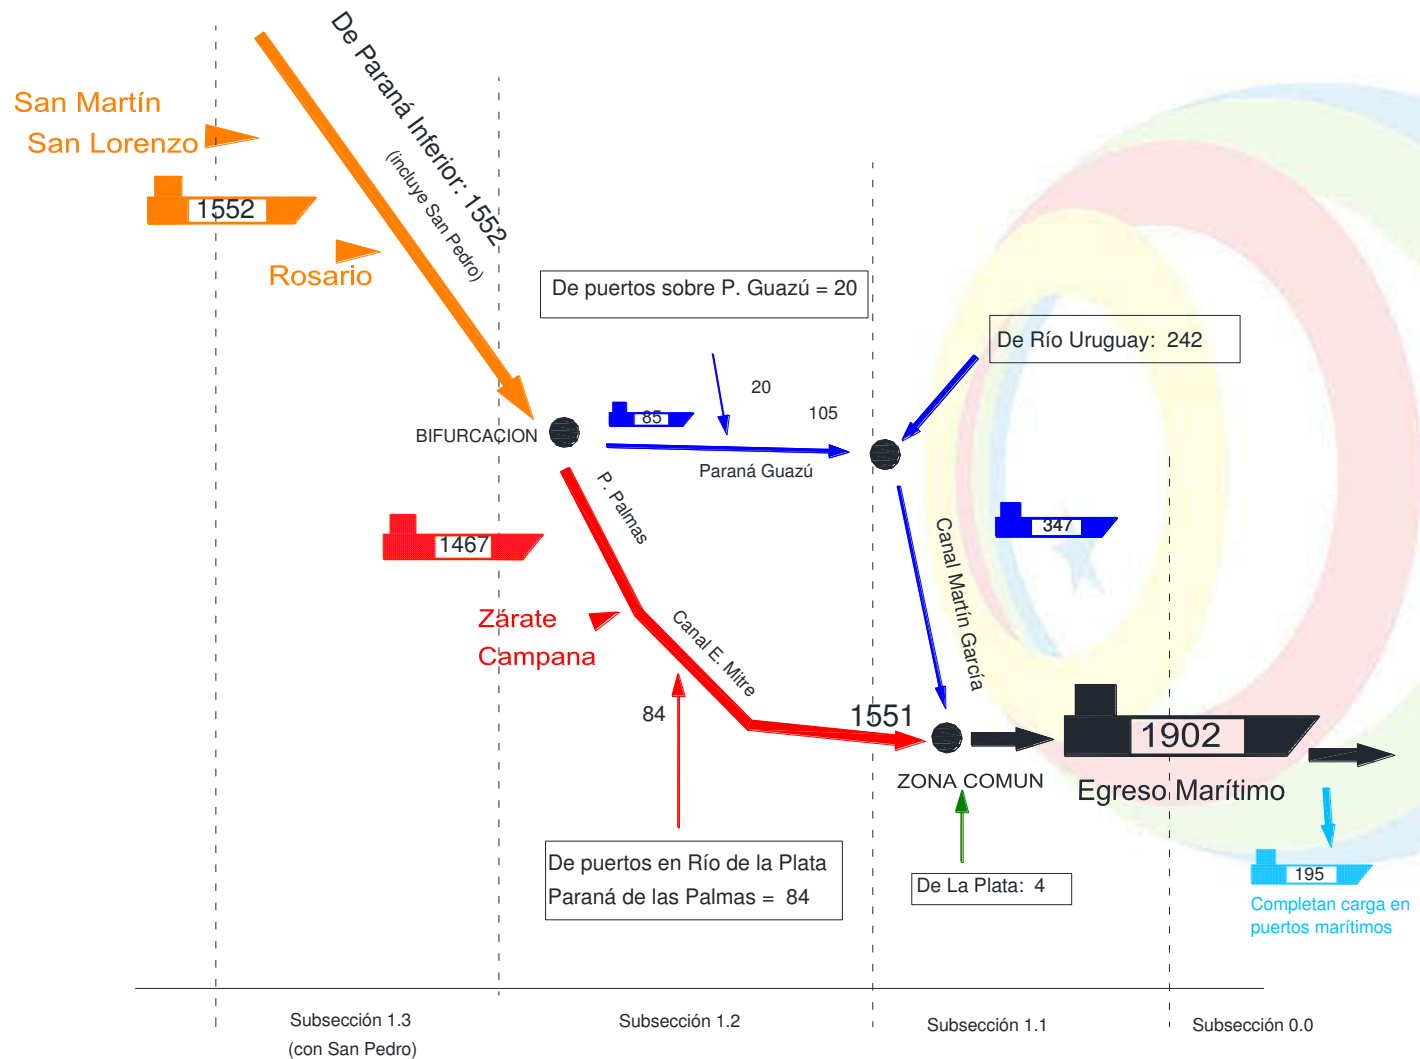 De Paraná Inferior: 1552
(incluye San Pedro)
San Martín
San Lorenzo
1552
Rosario
De puertos sobre P. Guazú = 20
De Río Uruguay: 242
20
105
85
BIFURCACION
Paraná Guazú
P. Palmas
1467
347
Canal Martín García
Zárate
Campana
Canal E. Mitre
84
1551
1902
ZONA COMUN
Egreso Marítimo
De puertos en Río de la Plata
Paraná de las Palmas = 84
De La Plata: 4
195
Completan carga en
puertos marítimos
Subsección 1.3
(con San Pedro)
Subsección 1.2
Subsección 1.1
Subsección 0.0